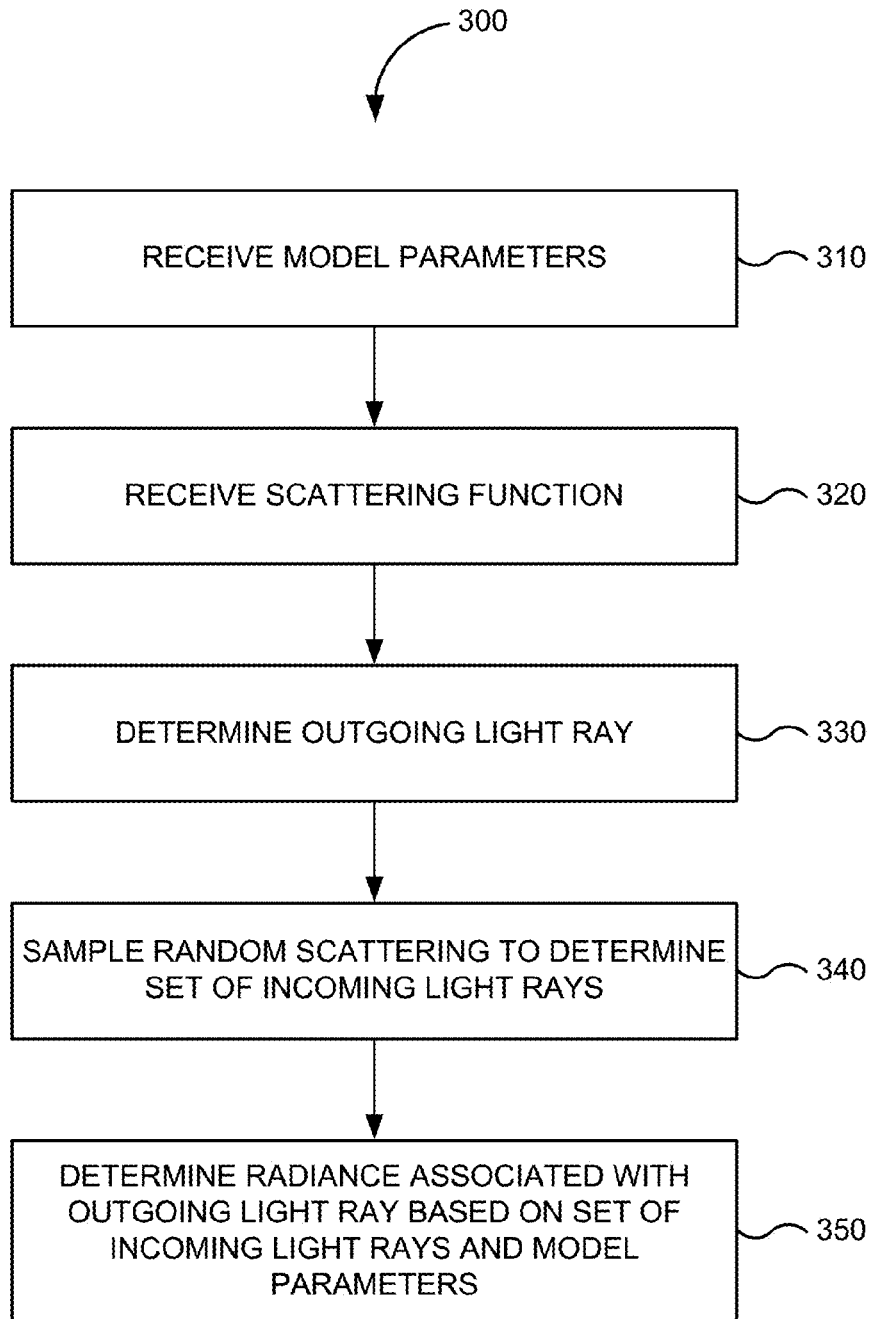 300
RECEIVE MODEL PARAMETERS
310
RECEIVE SCATTERING FUNCTION
320
DETERMINE OUTGOING LIGHT RAY
330
SAMPLE RANDOM SCATTERING TO DETERMINE
SET OF INCOMING LIGHT RAYS
340
DETERMINE RADIANCE ASSOCIATED WITH
OUTGOING LIGHT RAY BASED ON SET OF
INCOMING LIGHT RAYS AND MODEL
PARAMETERS
350